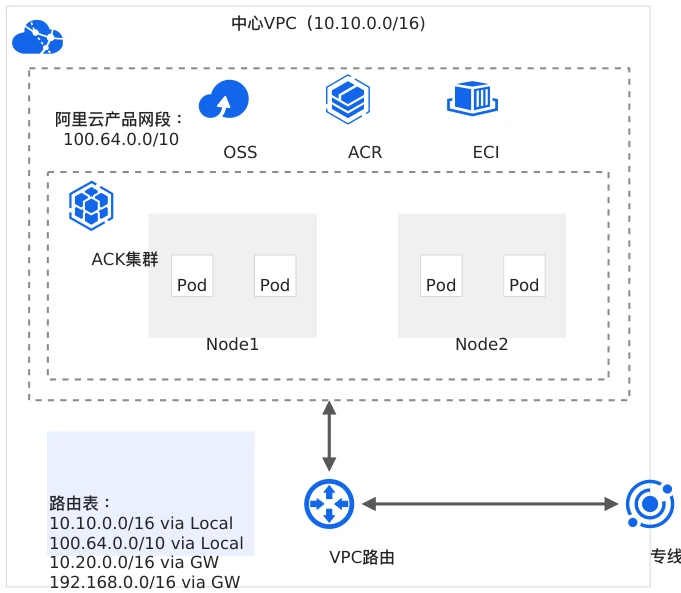 中心VPC（10.10.0.0/16)
阿里云产品网段：
100.64.0.0/10
OSS
ACR
ECI
ACK集群
Pod
Pod
Pod
Pod
Node1
Node2
路由表：
10.10.0.0/16 via Local
100.64.0.0/10 via Local
10.20.0.0/16 via GW
192.168.0.0/16 via GW
VPC路由
专线